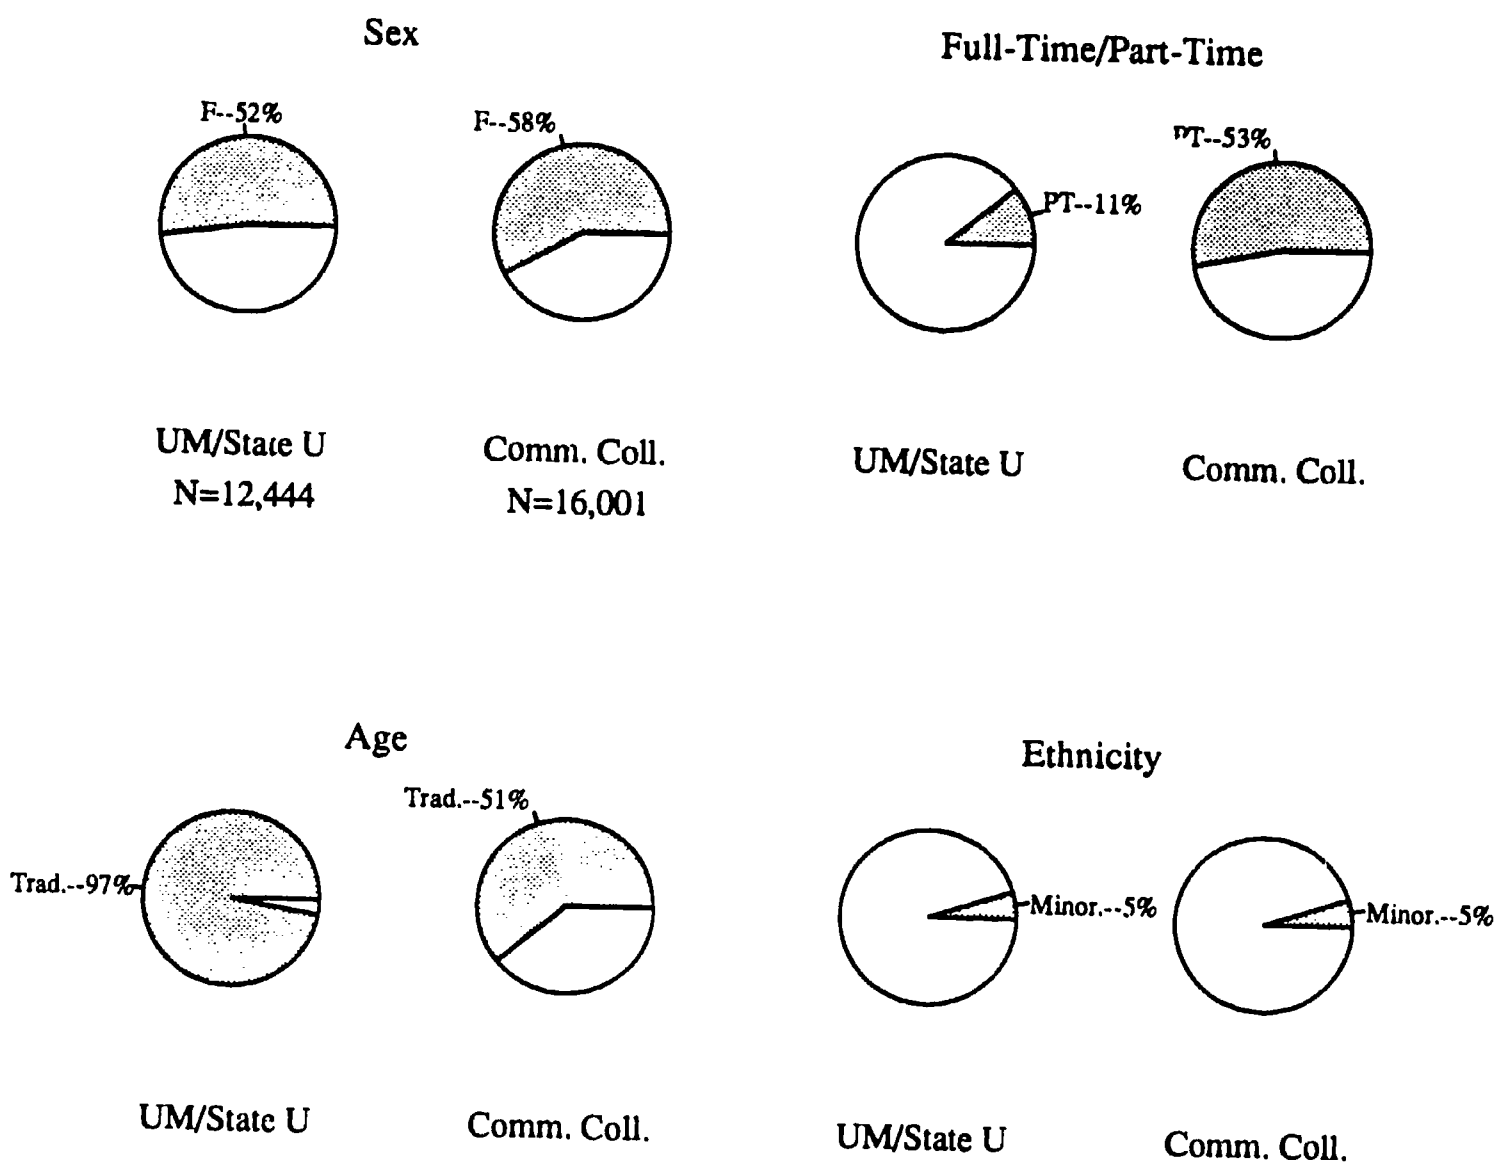 Sex
F--52%
F--58%
UM/State U
N=12,444
Comm. Coll.
N=16,001
Full-Time/Part-Time
PT--11%
PT--53%
UM/State U
Comm. Coll.
Age
Trad.--97%
Trad.--51%
UM/State U
Comm. Coll.
Ethnicity
Minor.--5%
Minor.--5%
UM/State U
Comm. Coll.